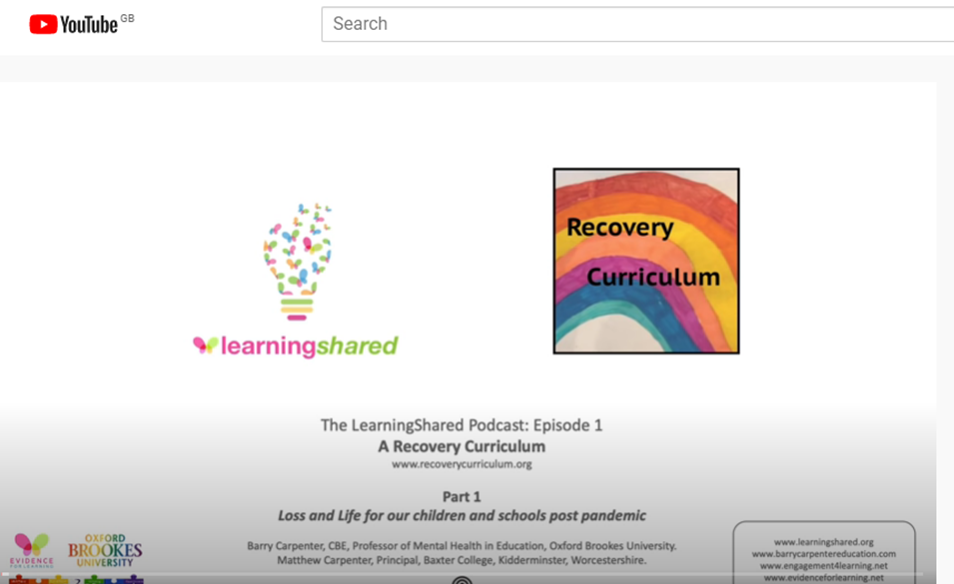 YouTube GB
Search
Recovery
Curriculum
learningshared
The LearningShared Podcast: Episode 1
A Recovery Curriculum
www.recoverycurriculum.org
Part 1
Loss and Life for our children and schools post pandemic
Barry Carpenter, CBE, Professor of Mental Health in Education, Oxford Brookes University.
Matthew Carpenter, Principal, Baxter College, Kidderminster, Worcestershire.
EVIDENCE
FOR LEARNING
OXFORD
BROOKES
UNIVERSITY
www.learningshared.org
www.barrycarpentereducation.com
www.engagement4learning.net
www.evidenceforlearning.net